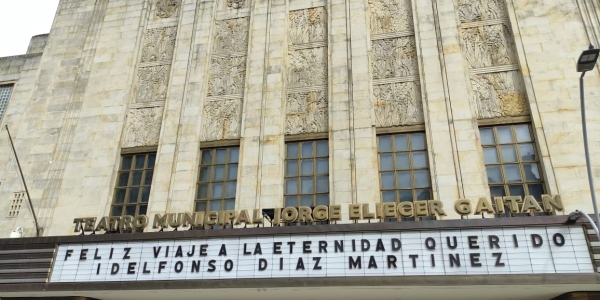 TEATRO MUNICIPAL JORGE ELIECER GAITAN
FELIZ VIAJE A LA ETERNIDAD QUERIDO
IDELFONSO DIAZ MARTINEZ